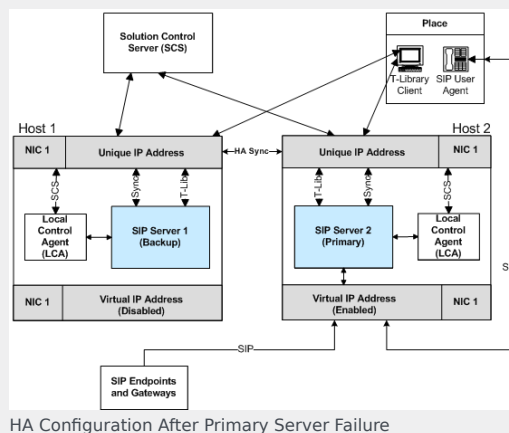 Solution Control
Server (SCS)
Place
T-Library
Client
SIP User
Agent
Host 1
Host 2
NIC 1
Unique IP Address
HA Sync
Unique IP Address
NIC 1
SCS
Sync
T-Lib
T-Lib
Sync
SCS
Local
Control
Agent
(LCA)
SIP Server 1
(Backup)
SIP Server 2
(Primary)
Local
Control
Agent
(LCA)
S
NIC 1
Virtual IP Address
(Disabled)
Virtual IP Address
(Enabled)
NIC 1
SIP
SIP Endpoints
and Gateways
HA Configuration After Primary Server Failure